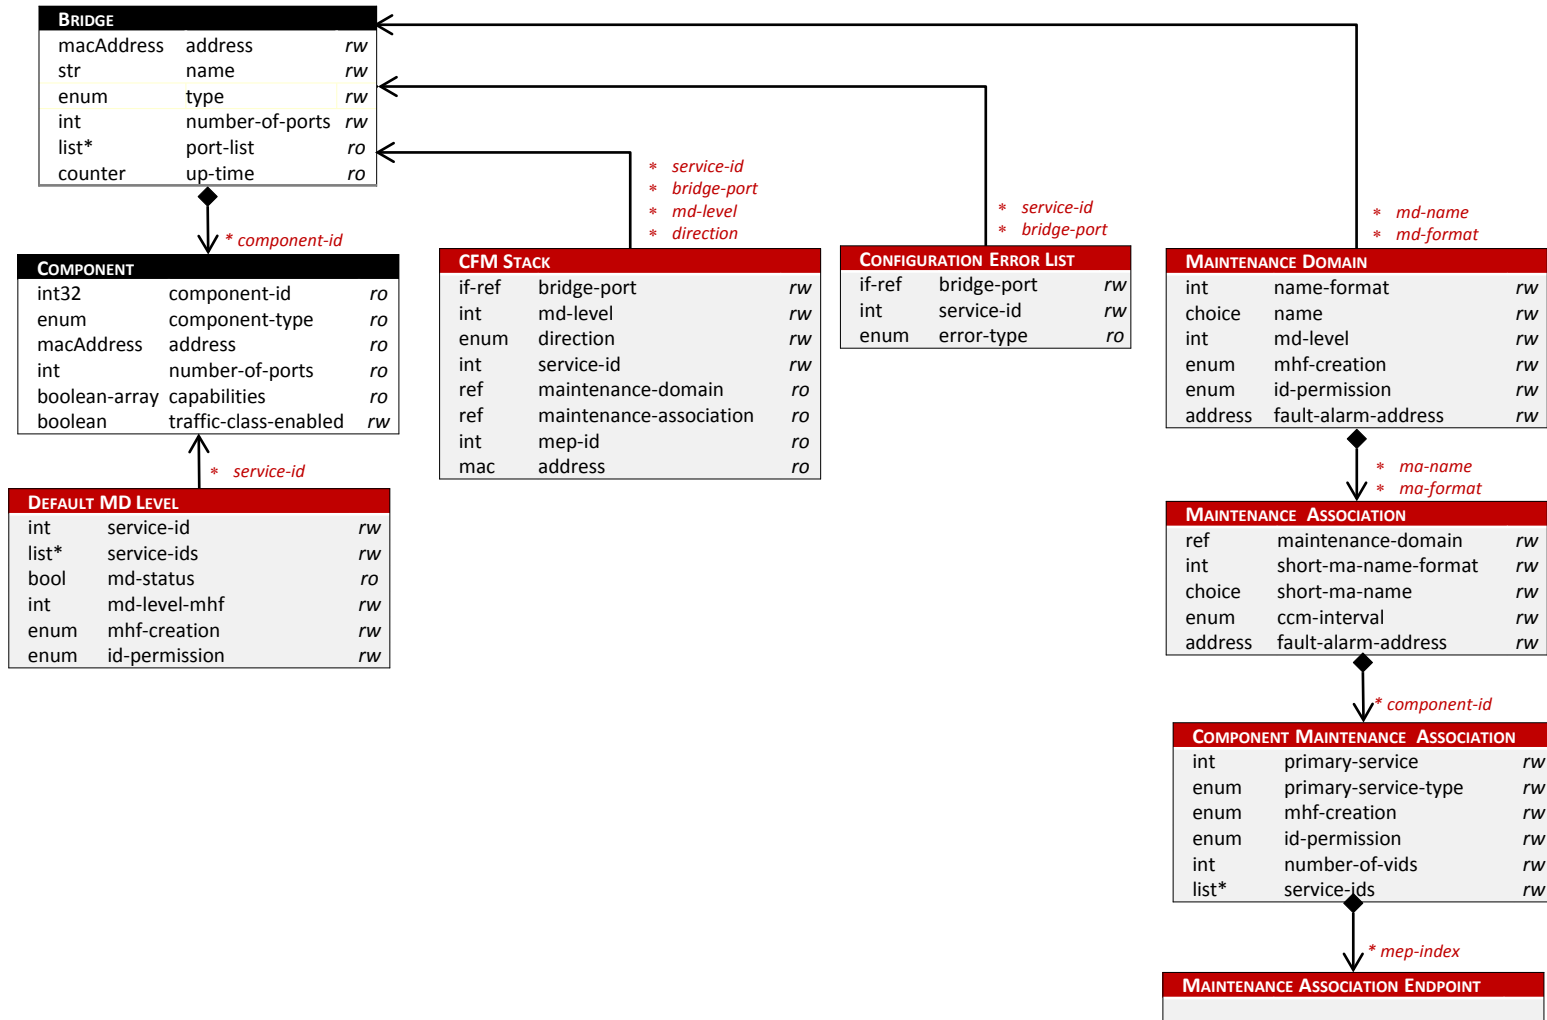 BRIDGE
macAddress address rw
str name rw
enum type rw
int number-of-ports rw
list* port-list ro
counter up-time ro
* component-id
COMPONENT
int32 component-id ro
enum component-type ro
macAddress address ro
int number-of-ports ro
boolean-array capabilities ro
boolean traffic-class-enabled rw
* service-id
DEFAULT MD LEVEL
int service-id rw
list* service-ids rw
bool md-status ro
int md-level-mhf rw
enum mhf-creation rw
enum id-permission rw
* service-id
* bridge-port
* md-level
* direction
CFM STACK
if-ref bridge-port rw
int md-level rw
enum direction rw
int service-id rw
ref maintenance-domain ro
ref maintenance-association ro
int mep-id ro
mac address ro
* service-id
* bridge-port
CONFIGURATION ERROR LIST
if-ref bridge-port rw
int service-id rw
enum error-type ro
* md-name
* md-format
MAINTENANCE DOMAIN
int name-format rw
choice name rw
int md-level rw
enum mhf-creation rw
enum id-permission rw
address fault-alarm-address rw
* ma-name
* ma-format
MAINTENANCE ASSOCIATION
ref maintenance-domain rw
int short-ma-name-format rw
choice short-ma-name rw
enum ccm-interval rw
address fault-alarm-address rw
* component-id
COMPONENT MAINTENANCE ASSOCIATION
int primary-service rw
enum primary-service-type rw
enum mhf-creation rw
enum id-permission rw
int number-of-vids rw
list* service-ids rw
* mep-index
MAINTENANCE ASSOCIATION ENDPOINT